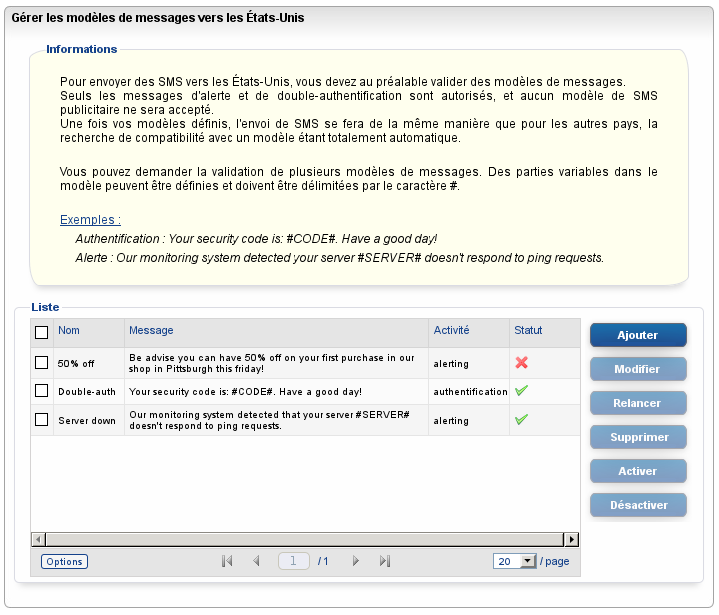 Gérer les modèles de messages vers les États-Unis
Informations
Pour envoyer des SMS vers les États-Unis, vous devez au préalable valider des modèles de messages.
Seuls les messages d'alerte et de double-authentification sont autorisés, et aucun modèle de SMS
publicitaire ne sera accepté.
Une fois vos modèles définis, l'envoi de SMS se fera de la même manière que pour les autres pays, la
recherche de compatibilité avec un modèle étant totalement automatique.
Vous pouvez demander la validation de plusieurs modèles de messages. Des parties variables dans le
modèle peuvent être définies et doivent être délimitées par le caractère #.
Exemples :
Authentification : Your security code is: #CODE#. Have a good day!
Alerte : Our monitoring system detected your server #SERVER# doesn't respond to ping requests.
Liste
Nom Message Activité Statut
50% off Be advise you can have 50% off on your first purchase in our
shop in Pittsburgh this friday! alerting
Double-auth Your security code is: #CODE#. Have a good day! authentification
Server down Our monitoring system detected that your server #SERVER#
doesn't respond to ping requests. alerting
Ajouter
Modifier
Relancer
Supprimer
Activer
Désactiver
Options 1 / 1 20 / page